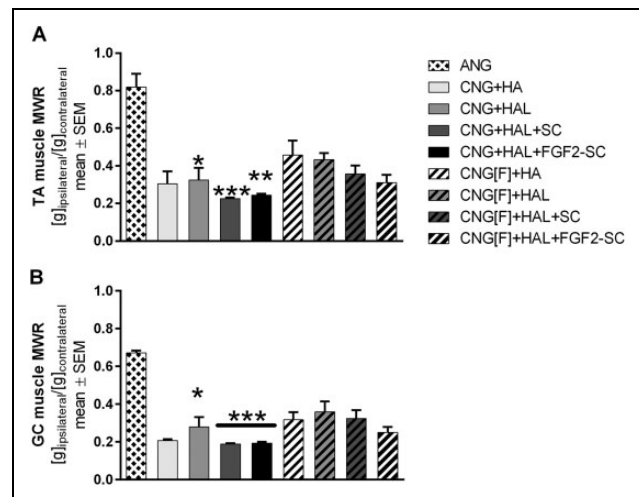 A
TA muscle MWR
[g]ipsilateral/[g]contralateral
mean ± SEM
1.0
0.8
0.6
0.4
0.2
0.0
*
***
**
ANG
CNG+HA
CNG+HAL
CNG+HAL+SC
CNG+HAL+FGF2-SC
CNG[F]+HA
CNG[F]+HAL
CNG[F]+HAL+SC
CNG[F]+HAL+FGF2-SC
B
GC muscle MWR
[g]ipsilateral/[g]contralateral
mean ± SEM
1.0
0.8
0.6
0.4
0.2
0.0
*
***